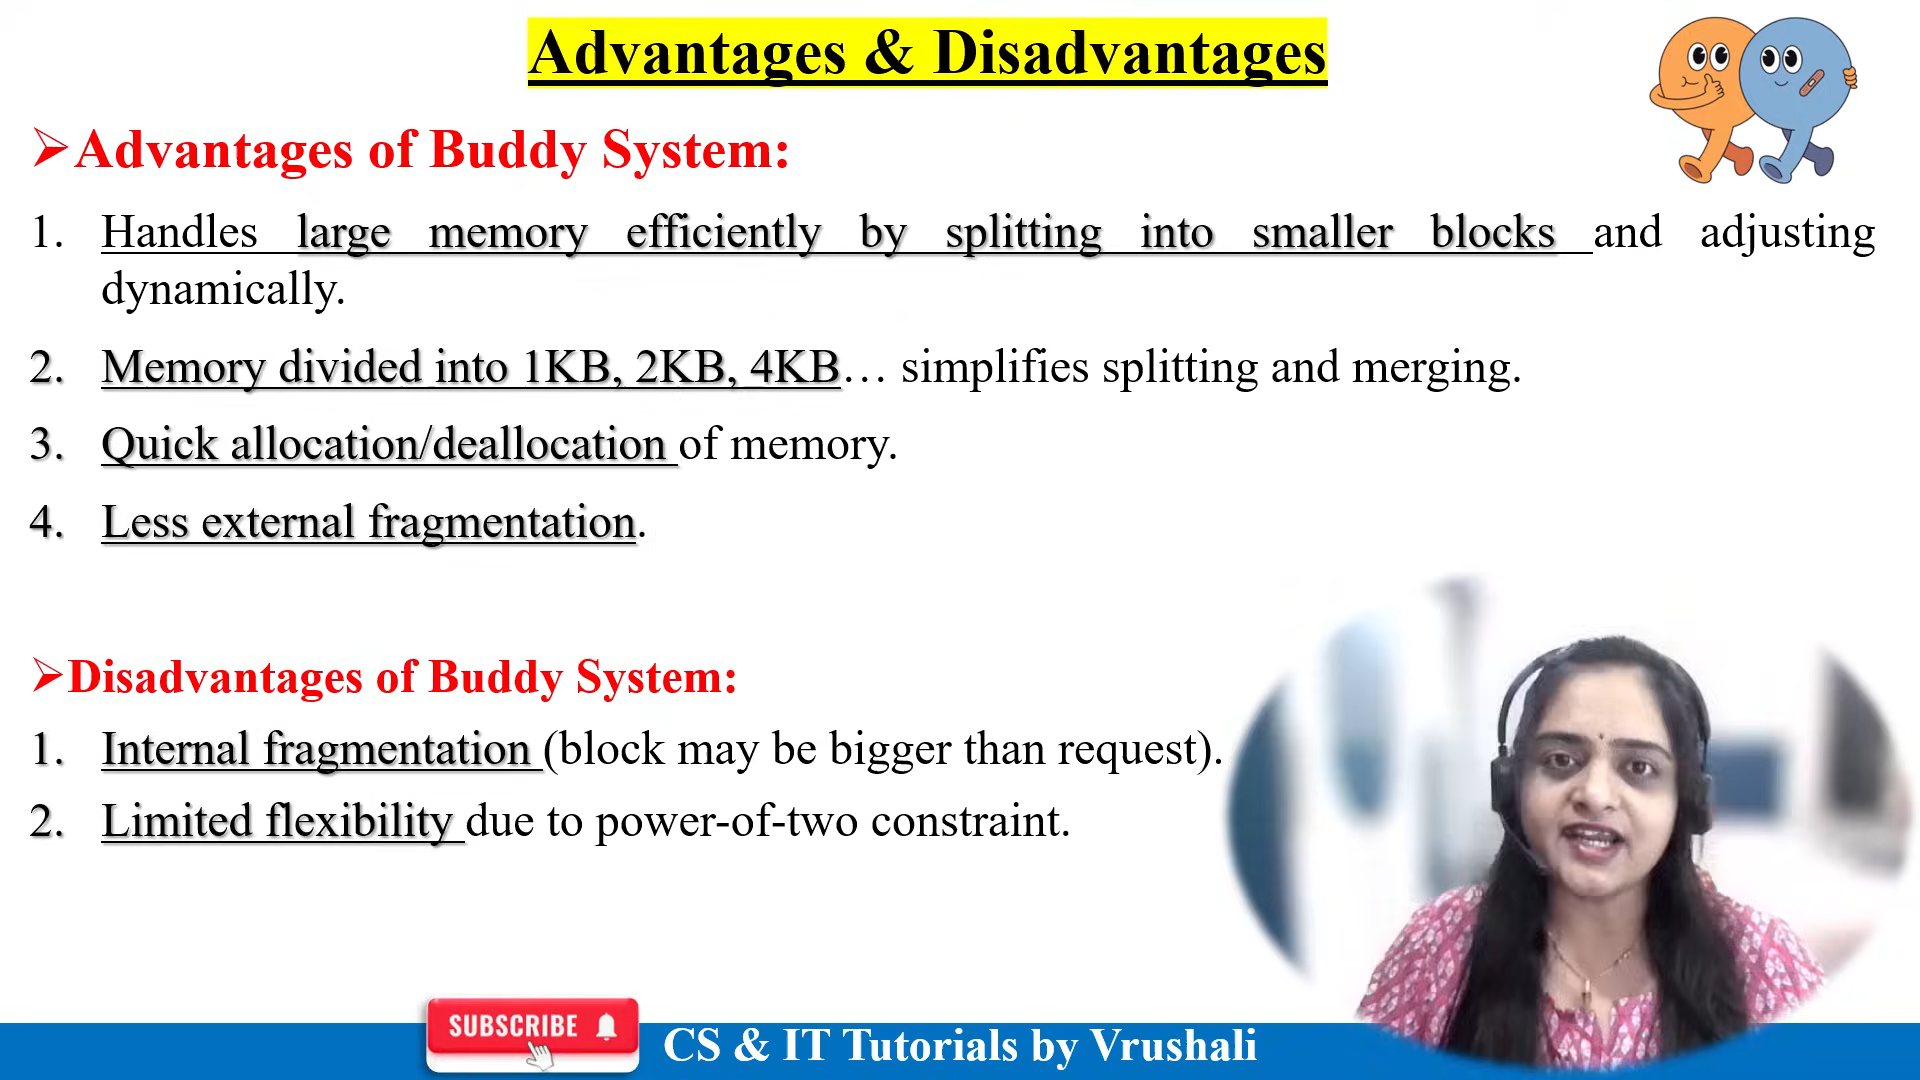 Advantages & Disadvantages
➢Advantages of Buddy System:
1. Handles large memory efficiently by splitting into smaller blocks and adjusting
dynamically.
2. Memory divided into 1KB, 2KB, 4KB… simplifies splitting and merging.
3. Quick allocation/deallocation of memory.
4. Less external fragmentation.
➢Disadvantages of Buddy System:
1. Internal fragmentation (block may be bigger than request).
2. Limited flexibility due to power-of-two constraint.
SUBSCRIBE
CS & IT Tutorials by Vrushali